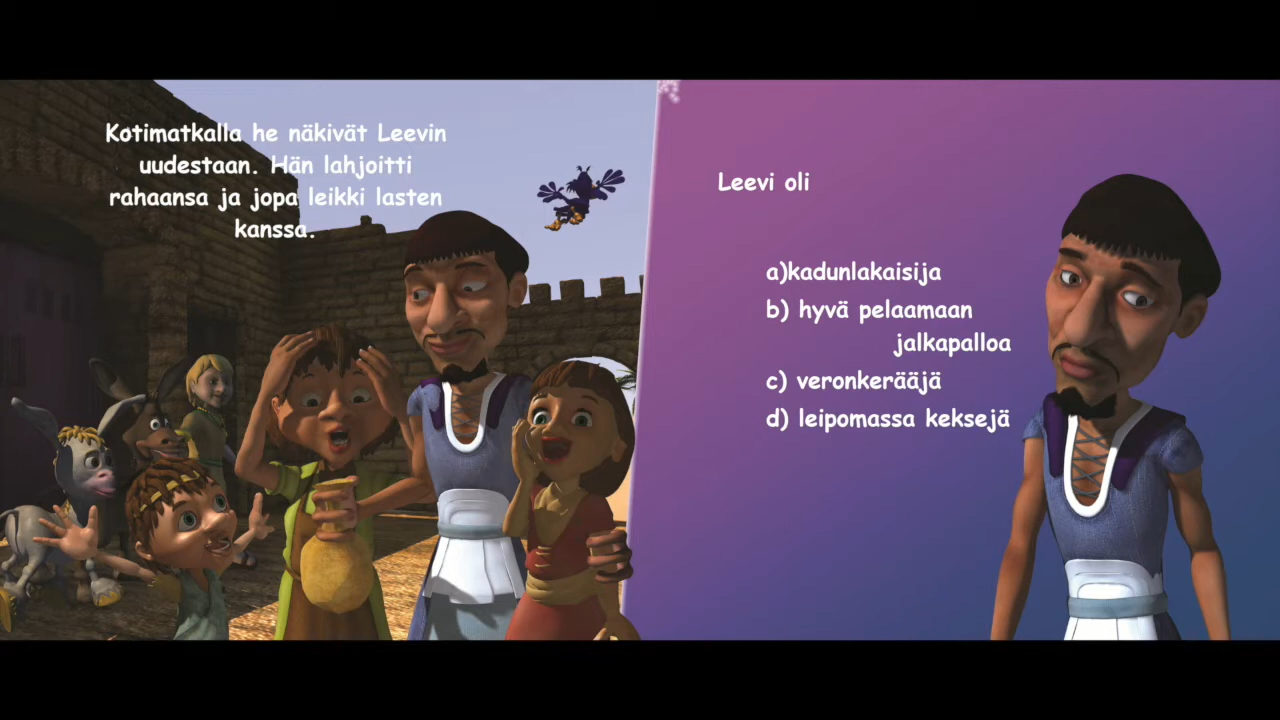 Kotimatkalla he näkivät Leevin
uudestaan. Hän lahjoitti
rahaansa ja jopa leikki lasten
kanssa.
Leevi oli
a)kadunlakaisija
b) hyvä pelaamaan
jalkapalloa
c) veronkerääjä
d) leipomassa keksejä